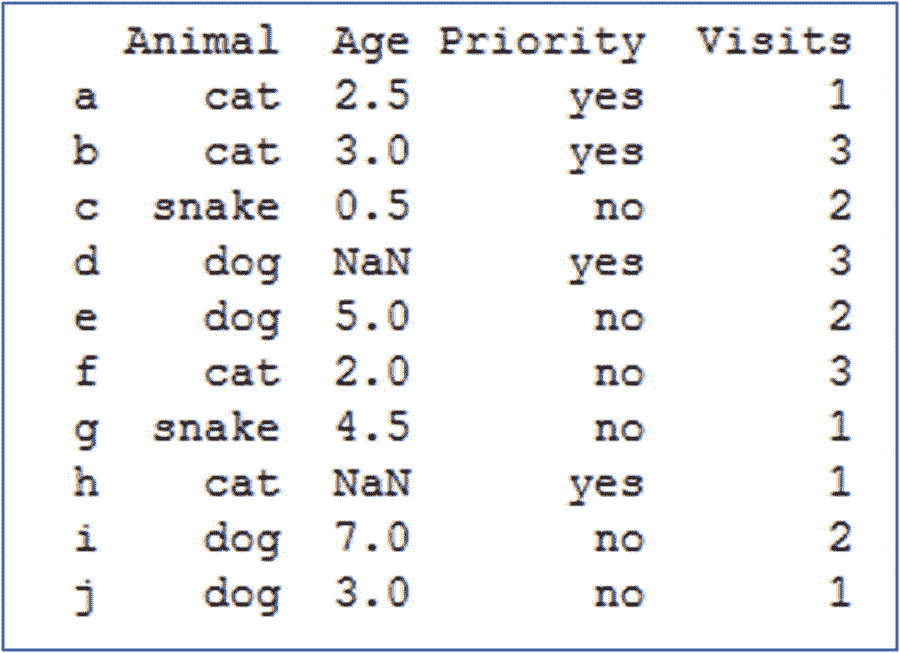 Animal Age Priority Visits
a cat 2.5 yes 1
b cat 3.0 yes 3
c snake 0.5 no 2
d dog NaN yes 3
e dog 5.0 no 2
f cat 2.0 no 3
g snake 4.5 no 1
h cat NaN yes 1
i dog 7.0 no 2
j dog 3.0 no 1